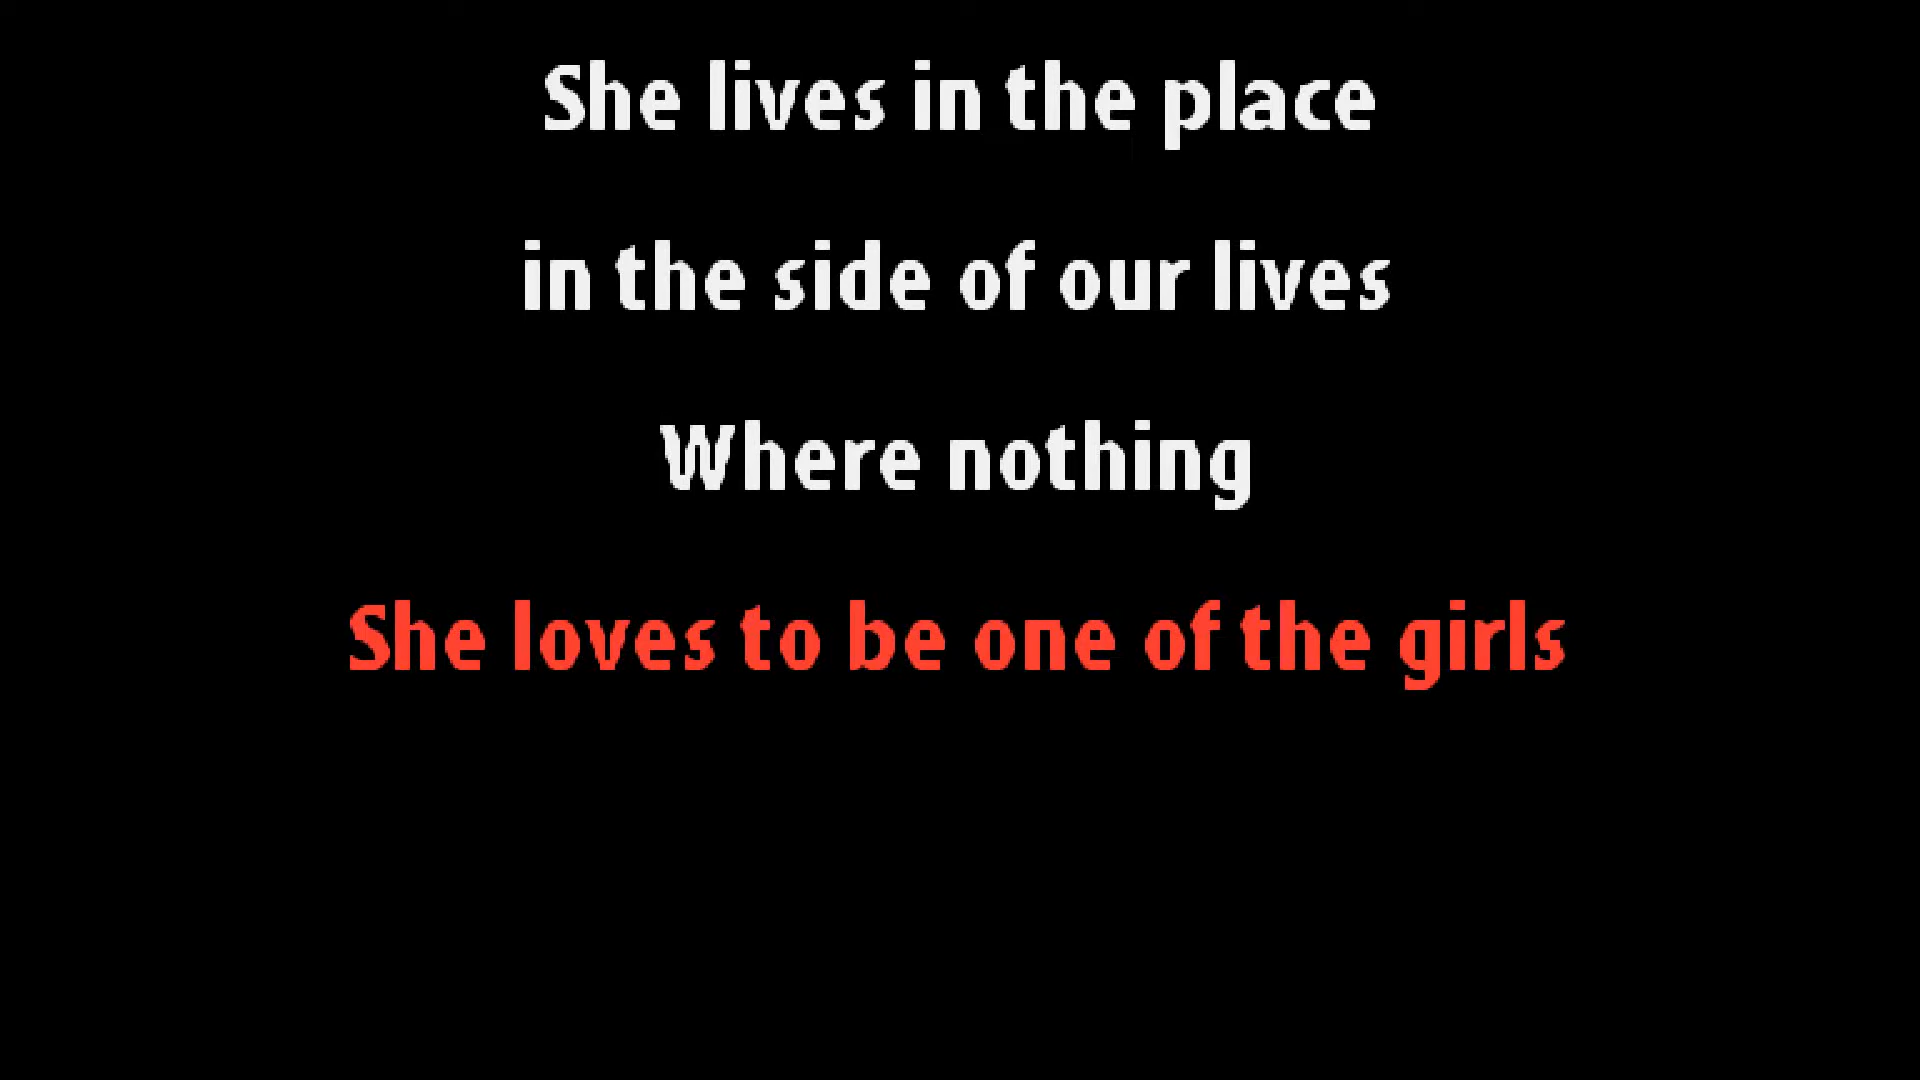 She lives in the place
in the side of our lives
Where nothing
She loves to be one of the girls